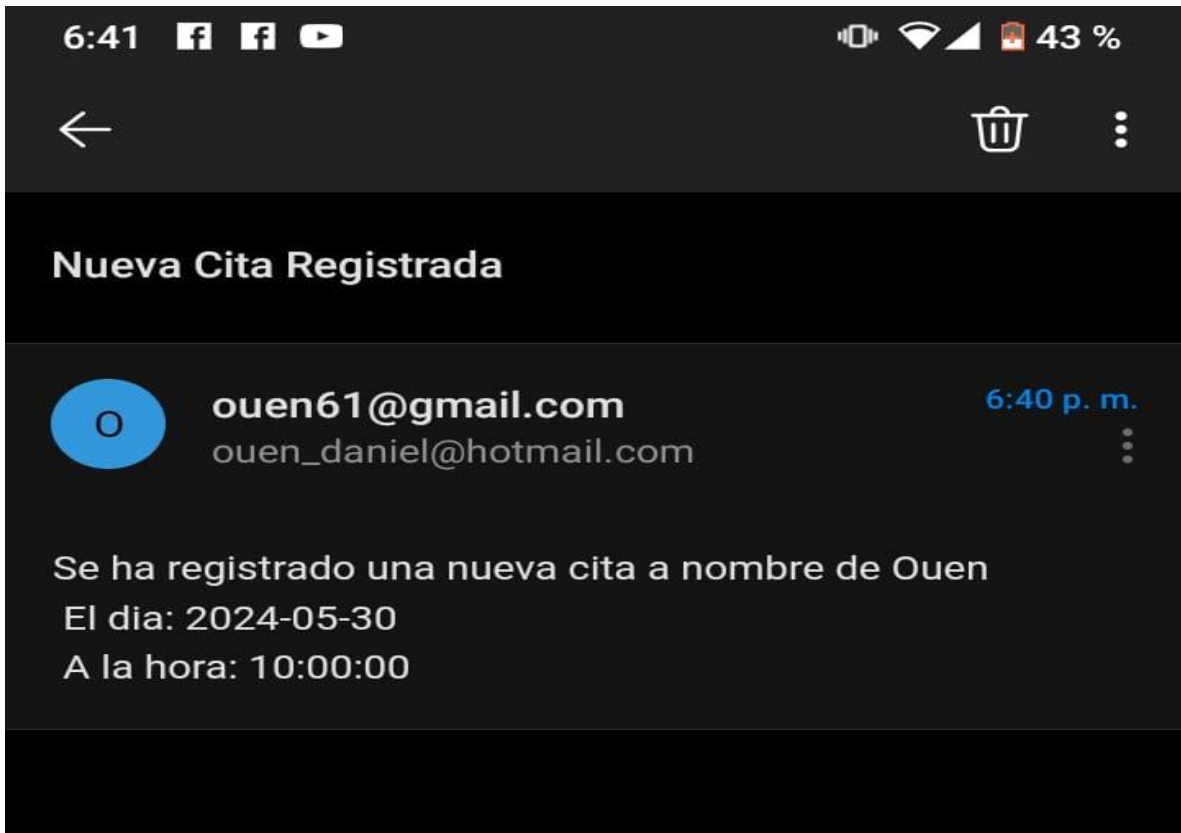 6:41 43 %
Nueva Cita Registrada
O
ouen61@gmail.com 6:40 p. m.
ouen_daniel@hotmail.com
Se ha registrado una nueva cita a nombre de Ouen
El dia: 2024-05-30
A la hora: 10:00:00